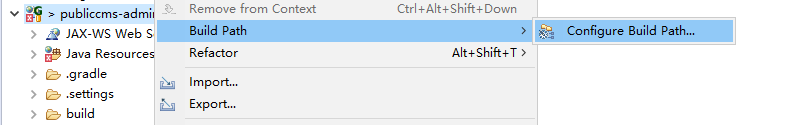 > publiccms-admin
JAX-WS Web S
Java Resources
.gradle
.settings
build
Remove from Context Ctrl+Alt+Shift+Down
Build Path
Refactor Alt+Shift+T
Import...
Export...
Configure Build Path...